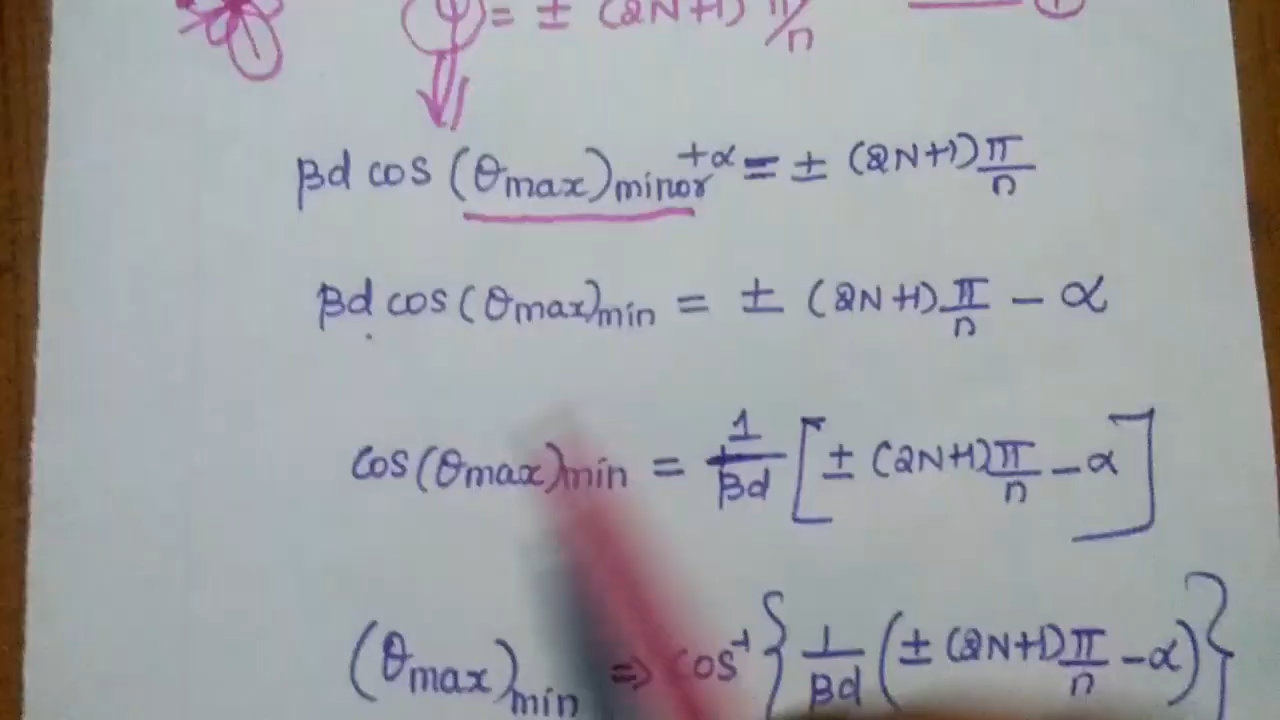 ψ = ± (2N+1) π/n ——— ①
βd cos (θmax)minor +α = ± (2N+1) π/n
βd cos (θmax)min = ± (2N+1) π/n - α
cos (θmax)min = 1/βd [± (2N+1) π/n - α]
(θmax)min ⇒ cos⁻¹ {1/βd (± (2N+1) π/n - α)}